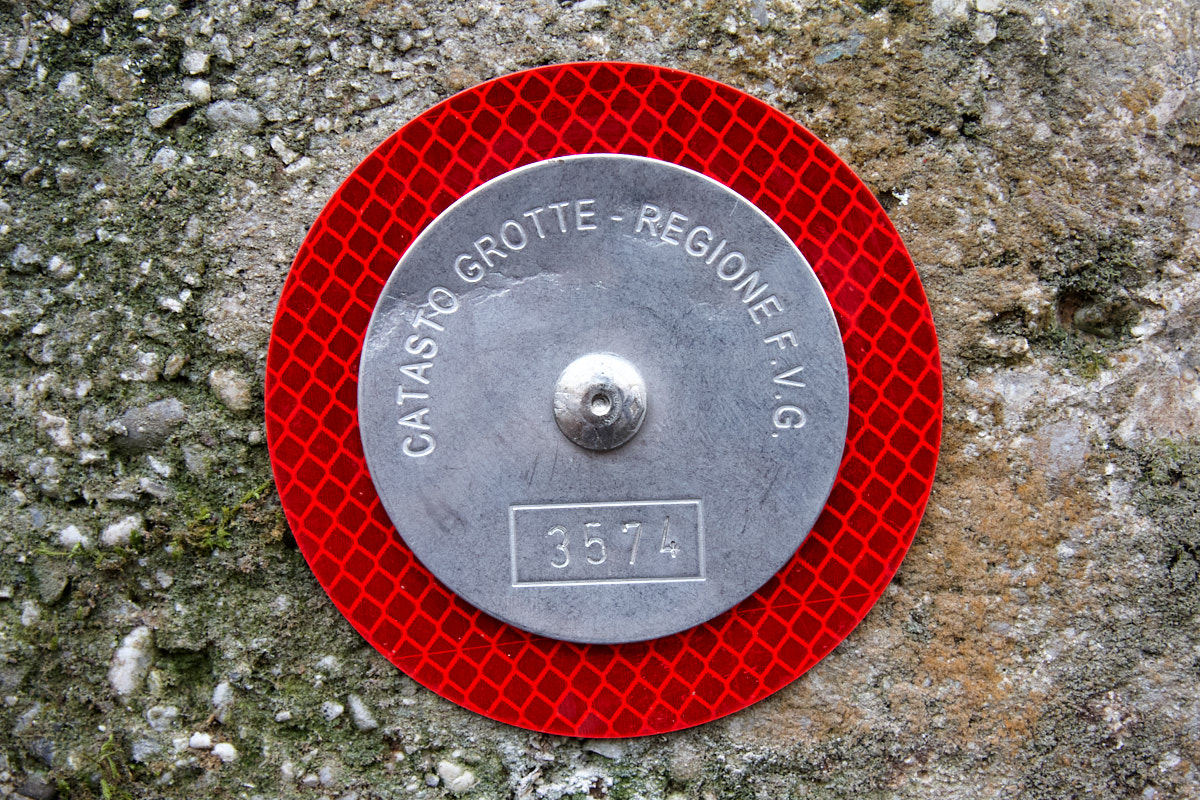 CATASTO GROTTE - REGIONE F.V.G.
3574